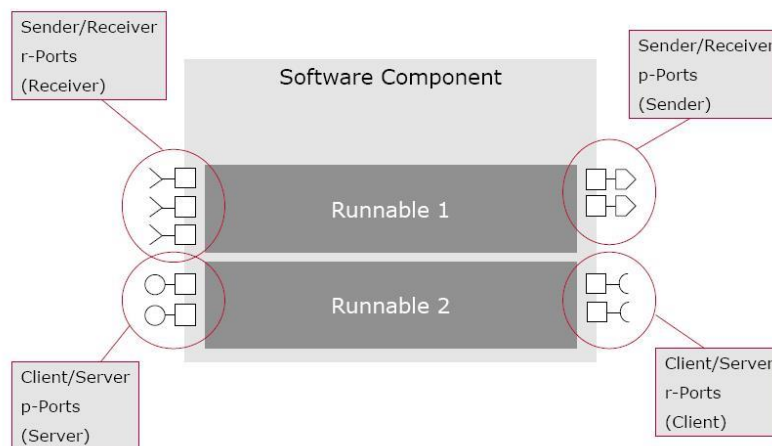 Sender/Receiver
r-Ports
(Receiver)
Sender/Receiver
p-Ports
(Sender)
Software Component
Runnable 1
Runnable 2
Client/Server
p-Ports
(Server)
Client/Server
r-Ports
(Client)